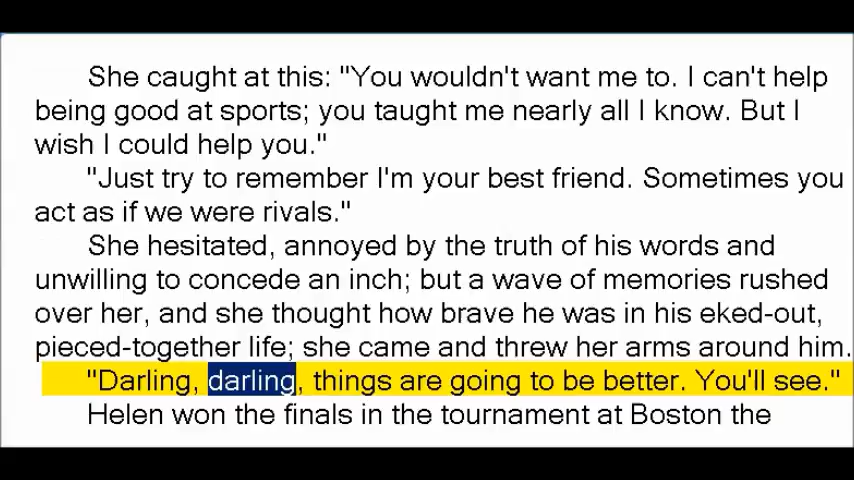 She caught at this: "You wouldn't want me to. I can't help
being good at sports; you taught me nearly all I know. But I
wish I could help you."
"Just try to remember I'm your best friend. Sometimes you
act as if we were rivals."
She hesitated, annoyed by the truth of his words and
unwilling to concede an inch; but a wave of memories rushed
over her, and she thought how brave he was in his eked-out,
pieced-together life; she came and threw her arms around him.
"Darling, darling, things are going to be better. You'll see."
Helen won the finals in the tournament at Boston the